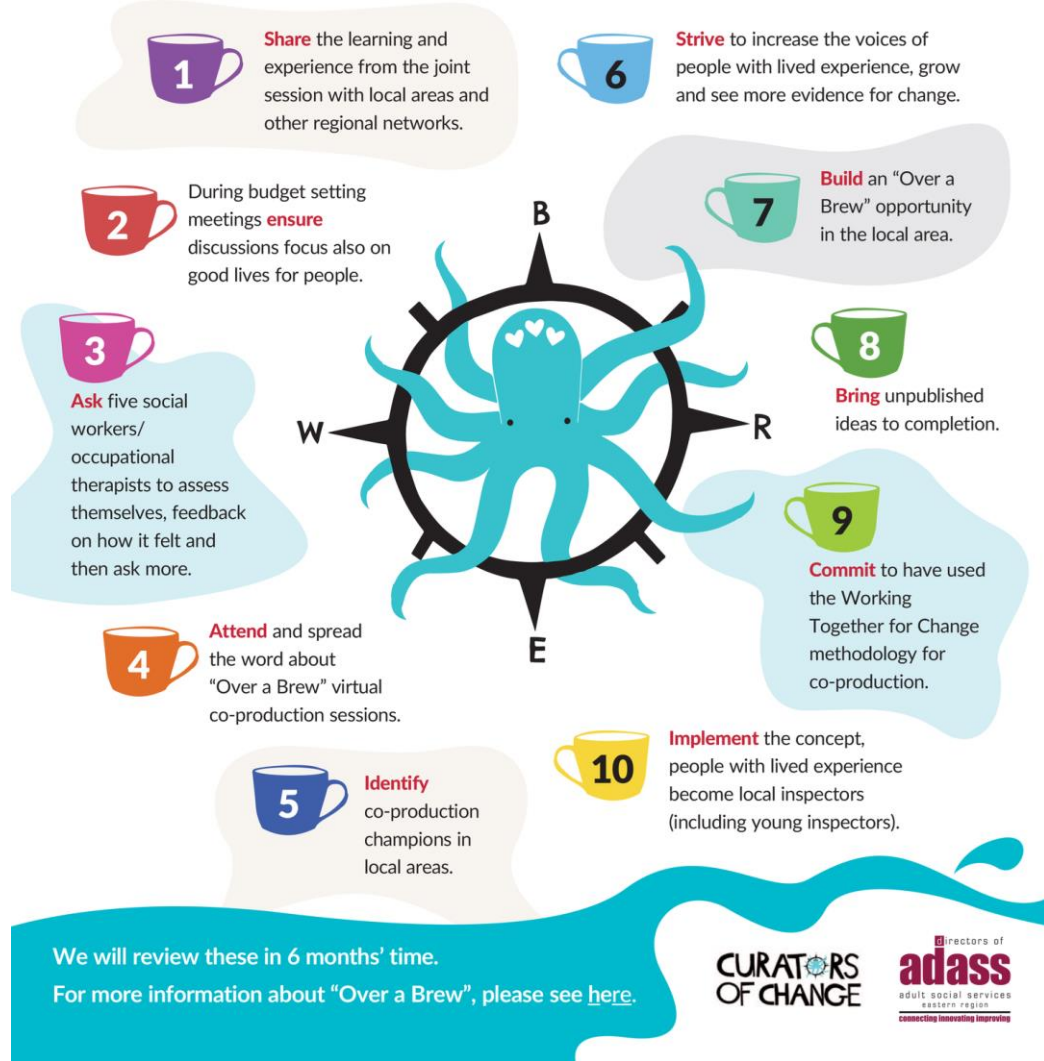 1
Share the learning and
experience from the joint
session with local areas and
other regional networks.
2
During budget setting
meetings ensure
discussions focus also on
good lives for people.
3
Ask five social
workers/
occupational
therapists to assess
themselves, feedback
on how it felt and
then ask more.
4
Attend and spread
the word about
“Over a Brew” virtual
co-production sessions.
5
Identify
co-production
champions in
local areas.
B
W
R
E
6
Strive to increase the voices of
people with lived experience, grow
and see more evidence for change.
7
Build an “Over a
Brew” opportunity
in the local area.
8
Bring unpublished
ideas to completion.
9
Commit to have used
the Working
Together for Change
methodology for
co-production.
10
Implement the concept,
people with lived experience
become local inspectors
(including young inspectors).
We will review these in 6 months’ time.
For more information about “Over a Brew”, please see here.
CURATORS
OF CHANGE
directors of
adass
adult social services
eastern region
connecting innovating improving